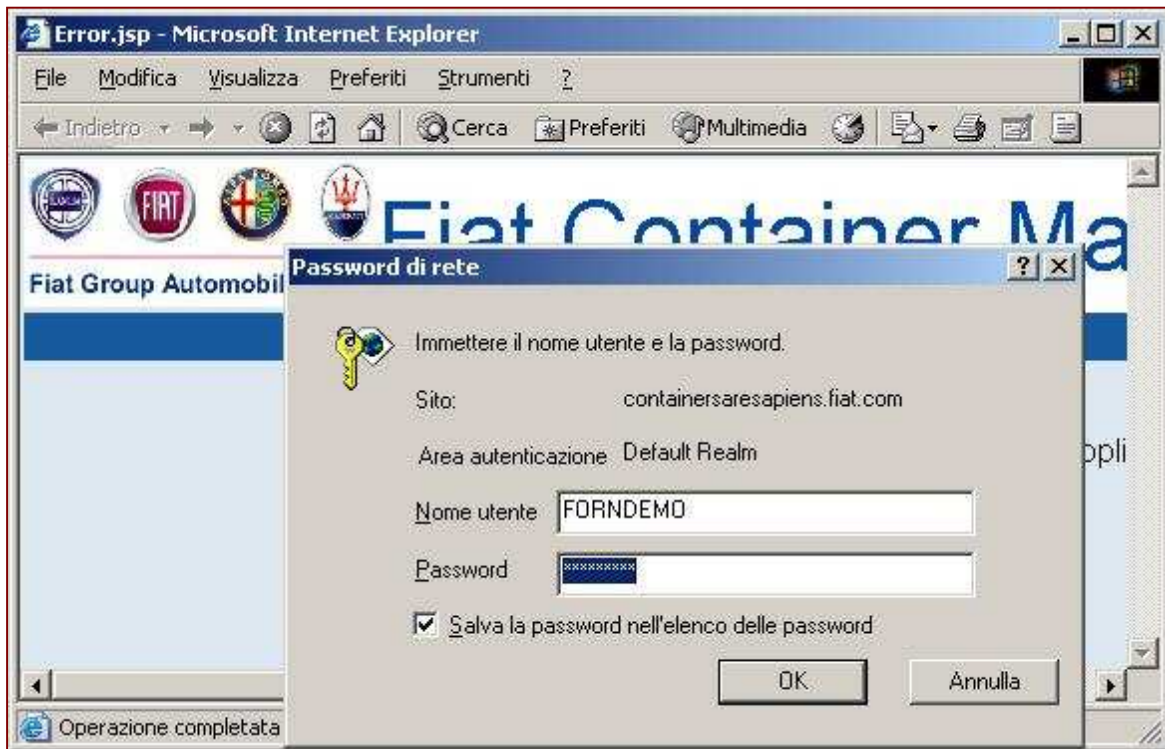 Error.jsp - Microsoft Internet Explorer
File Modifica Visualizza Preferiti Strumenti ?
Indietro Cerca Preferiti Multimedia
FIAT
Fiat Container Ma
Fiat Group Automobil
Password di rete
Immettere il nome utente e la password.
Sito: containersaresapiens.fiat.com
Area autenticazione Default Realm
ppli
Nome utente FORNDEMO
Password *********
Salva la password nell'elenco delle password
OK Annulla
Operazione completata